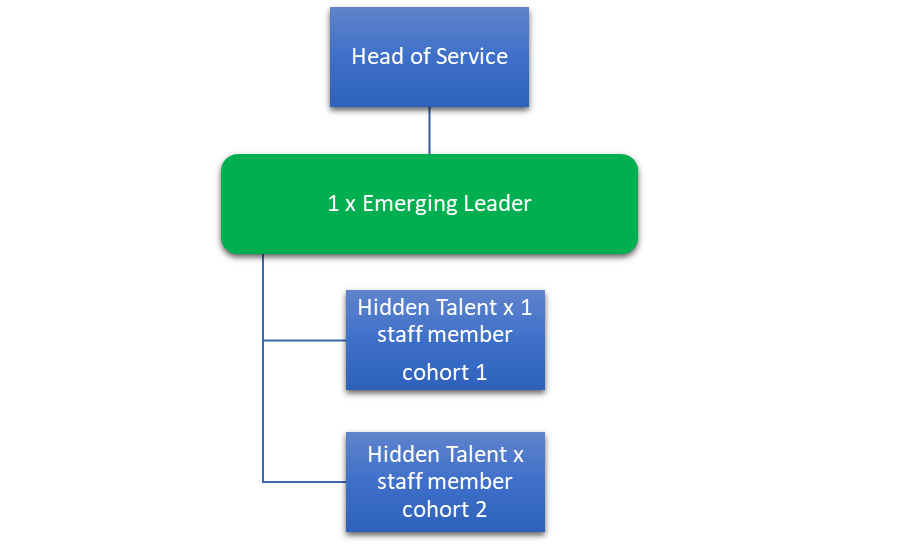 Head of Service
1 x Emerging Leader
Hidden Talent x 1
staff member
cohort 1
Hidden Talent x
staff member
cohort 2